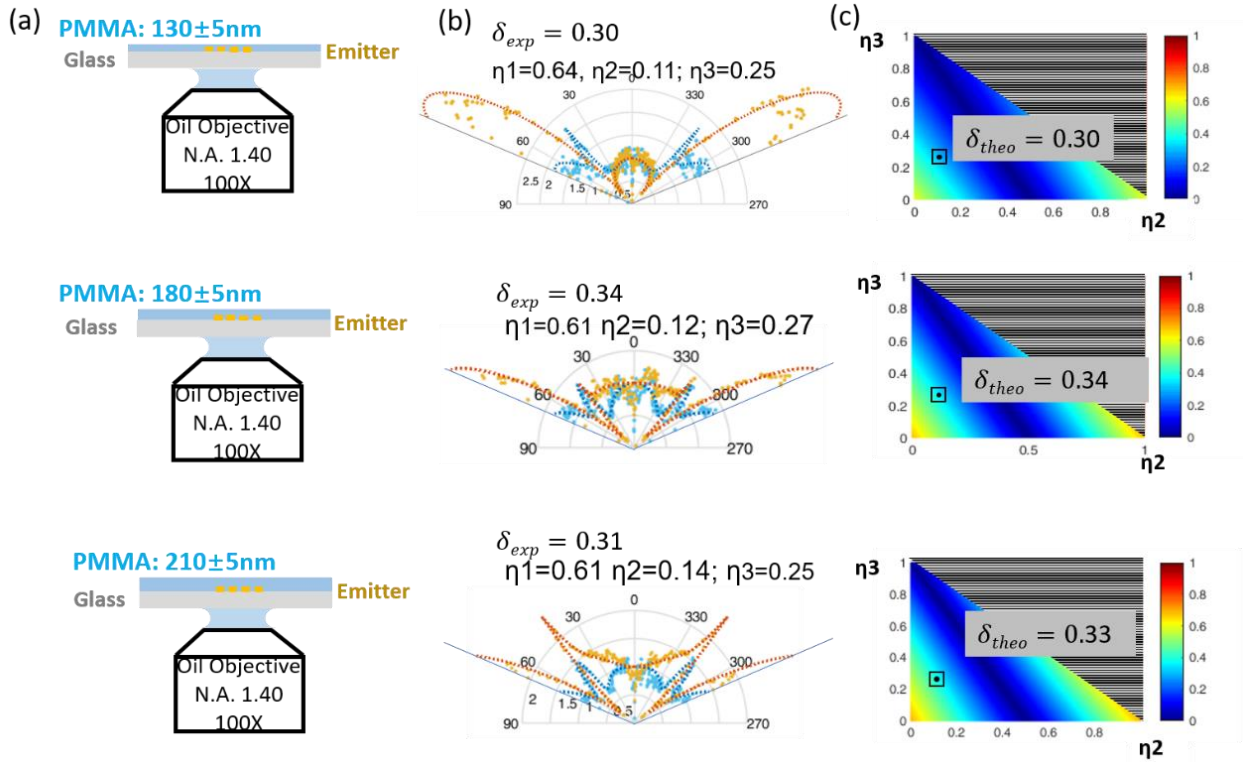 (a)
PMMA: 130±5nm
Glass
Emitter
Oil Objective
N.A. 1.40
100X
(b)
δexp = 0.30
η1=0.64, η2=0.11; η3=0.25
0
30
330
60
300
2.5
2
1.5
1
0.5
90
270
(c)
η3
1
0.8
0.6
0.4
0.2
0
0
0.2
0.4
0.6
0.8
η2
δtheo = 0.30
1
0.8
0.6
0.4
0.2
0
PMMA: 180±5nm
Glass
Emitter
Oil Objective
N.A. 1.40
100X
δexp = 0.34
η1=0.61 η2=0.12; η3=0.27
0
30
330
60
300
90
270
η3
1
0.8
0.6
0.4
0.2
0
0
0.5
1
η2
δtheo = 0.34
1
0.8
0.6
0.4
0.2
0
PMMA: 210±5nm
Glass
Emitter
Oil Objective
N.A. 1.40
100X
δexp = 0.31
η1=0.61 η2=0.14; η3=0.25
0
30
330
60
300
2
1.5
1
0.5
90
270
η3
1
0.8
0.6
0.4
0.2
0
0
0.2
0.4
0.6
0.8
η2
δtheo = 0.33
1
0.8
0.6
0.4
0.2
0